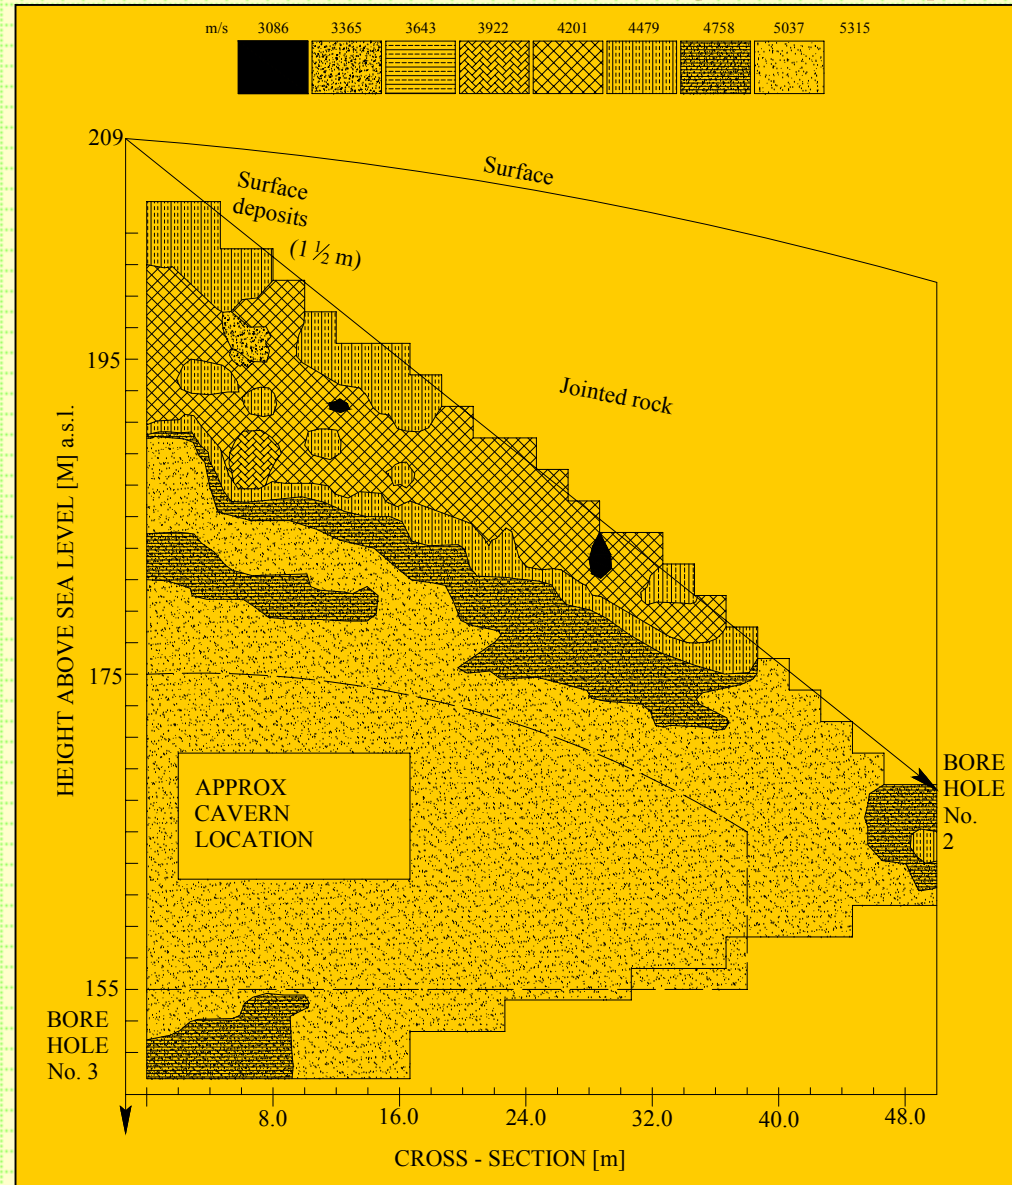 m/s 3086 3365 3643 3922 4201 4479 4758 5037 5315
209
Surface
Surface
deposits
(1 ½ m)
195
Jointed rock
HEIGHT ABOVE SEA LEVEL [M] a.s.l.
175
APPROX
CAVERN
LOCATION
BORE
HOLE
No.
2
155
BORE
HOLE
No. 3
8.0 16.0 24.0 32.0 40.0 48.0
CROSS - SECTION [m]